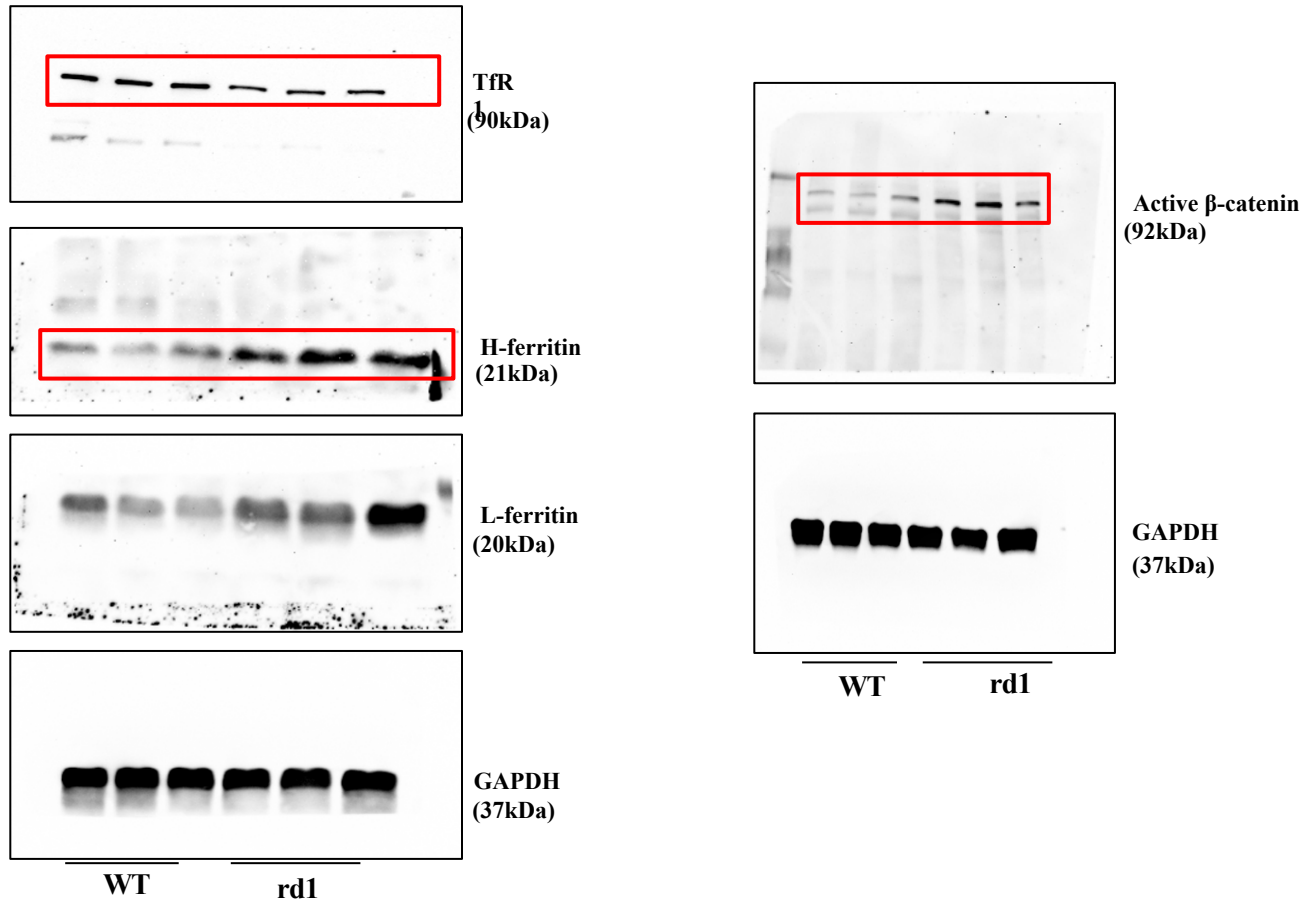 TfR
1
(90kDa)
H-ferritin
(21kDa)
L-ferritin
(20kDa)
GAPDH
(37kDa)
WT
rd1
Active β-catenin
(92kDa)
GAPDH
(37kDa)
WT
rd1